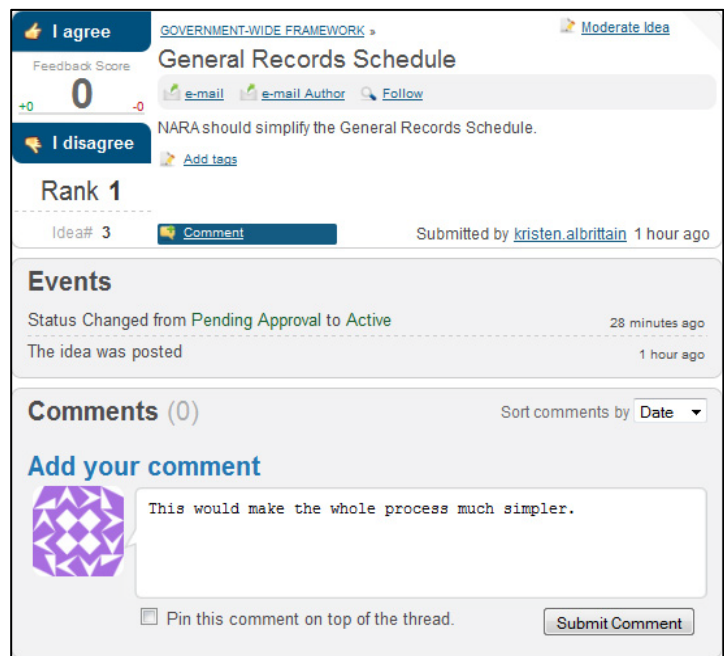 I agree
GOVERNMENT-WIDE FRAMEWORK »
Moderate Idea
General Records Schedule
Feedback Score
0
+0
-0
e-mail e-mail Author Follow
I disagree
NARA should simplify the General Records Schedule.
Add tags
Rank 1
Idea# 3
Comment
Submitted by kristen.albrittain 1 hour ago
Events
Status Changed from Pending Approval to Active
28 minutes ago
The idea was posted
1 hour ago
Comments (0)
Sort comments by Date
Add your comment
This would make the whole process much simpler.
Pin this comment on top of the thread.
Submit Comment